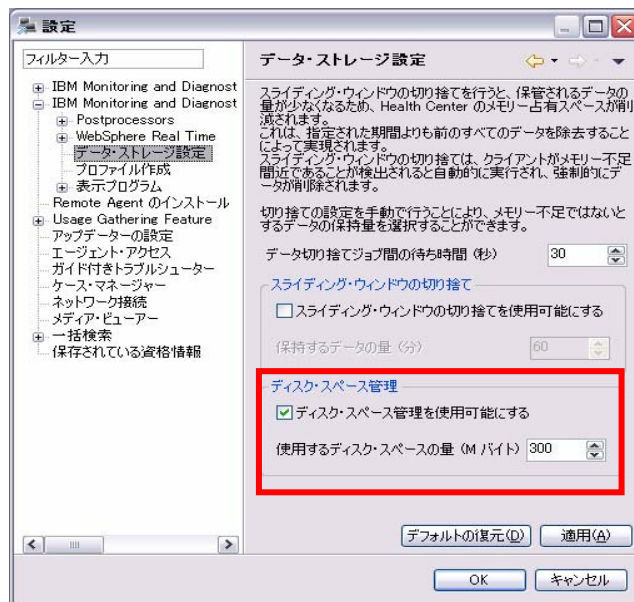 設定
フィルター入力
IBM Monitoring and Diagnost
IBM Monitoring and Diagnost
Postprocessors
WebSphere Real Time
データ・ストレージ設定
プロファイル作成
表示プログラム
Remote Agent のインストール
Usage Gathering Feature
アップデーターの設定
エージェント・アクセス
ガイド付きトラブルシューター
ケース・マネージャー
ネットワーク接続
メディア・ビューアー
一括検索
保存されている資格情報
データ・ストレージ設定
スライディング・ウィンドウの切り捨てを行うと、保管されるデータの
量が少なくなるため、Health Center のメモリー占有スペースが削
減されます。
これは、指定された期間よりも前のすべてのデータを除去すること
によって実現されます。
スライディング・ウィンドウの切り捨ては、クライアントがメモリー不足
間近であることが検出されると自動的に実行され、強制的にデ
ータが削除されます。
切り捨ての設定を手動で行うことにより、メモリー不足ではないと
するデータの保持量を選択することができます。
データ切り捨てジョブ間の待ち時間 (秒) 30
スライディング・ウィンドウの切り捨て
スライディング・ウィンドウの切り捨てを使用可能にする
保持するデータの量 (分) 60
ディスク・スペース管理
ディスク・スペース管理を使用可能にする
使用するディスク・スペースの量 (M バイト) 300
デフォルトの復元(D) 適用(A)
OK キャンセル